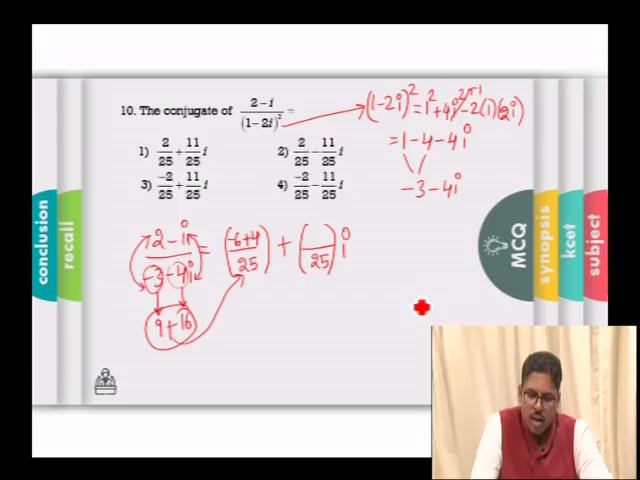 10. The conjugate of (2 − i)/(1 − 2i)² =
1) 2/25 + 11/25 i
2) 2/25 − 11/25 i
3) −2/25 + 11/25 i
4) −2/25 − 11/25 i
(1−2i)² = 1² + 4i² − 2(1)(2i)
−1
= 1 − 4 − 4i
−3 − 4i
(2 − i)/(−3 − 4i) = ((−6+4)/25) + (  /25) i
9 + 16
conclusion
recall
MCQ
synopsis
kcet
subject